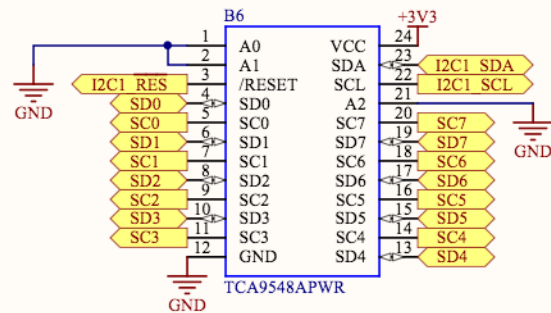 B6
+3V3
1 A0 VCC 24
2 A1 SDA 23 I2C1_SDA
I2C1_RES 3 /RESET SCL 22 I2C1_SCL
GND SD0 4 SD0 A2 21
SC0 5 SC0 SC7 20 SC7
SD1 6 SD1 SD7 19 SD7 GND
SC1 7 SC1 SC6 18 SC6
SD2 8 SD2 SD6 17 SD6
SC2 9 SC2 SC5 16 SC5
SD3 10 SD3 SD5 15 SD5
SC3 11 SC3 SC4 14 SC4
12 GND SD4 13 SD4
GND TCA9548APWR